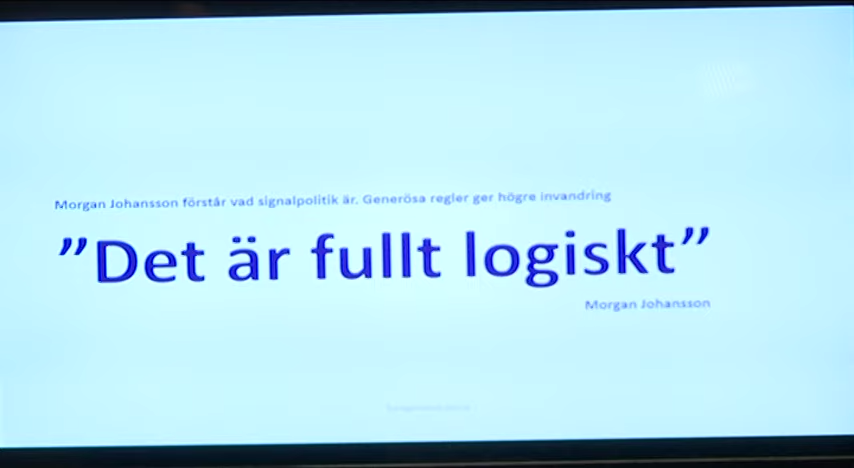 Morgan Johansson förstår vad signalpolitik är. Generösa regler ger högre invandring
”Det är fullt logiskt”
Morgan Johansson